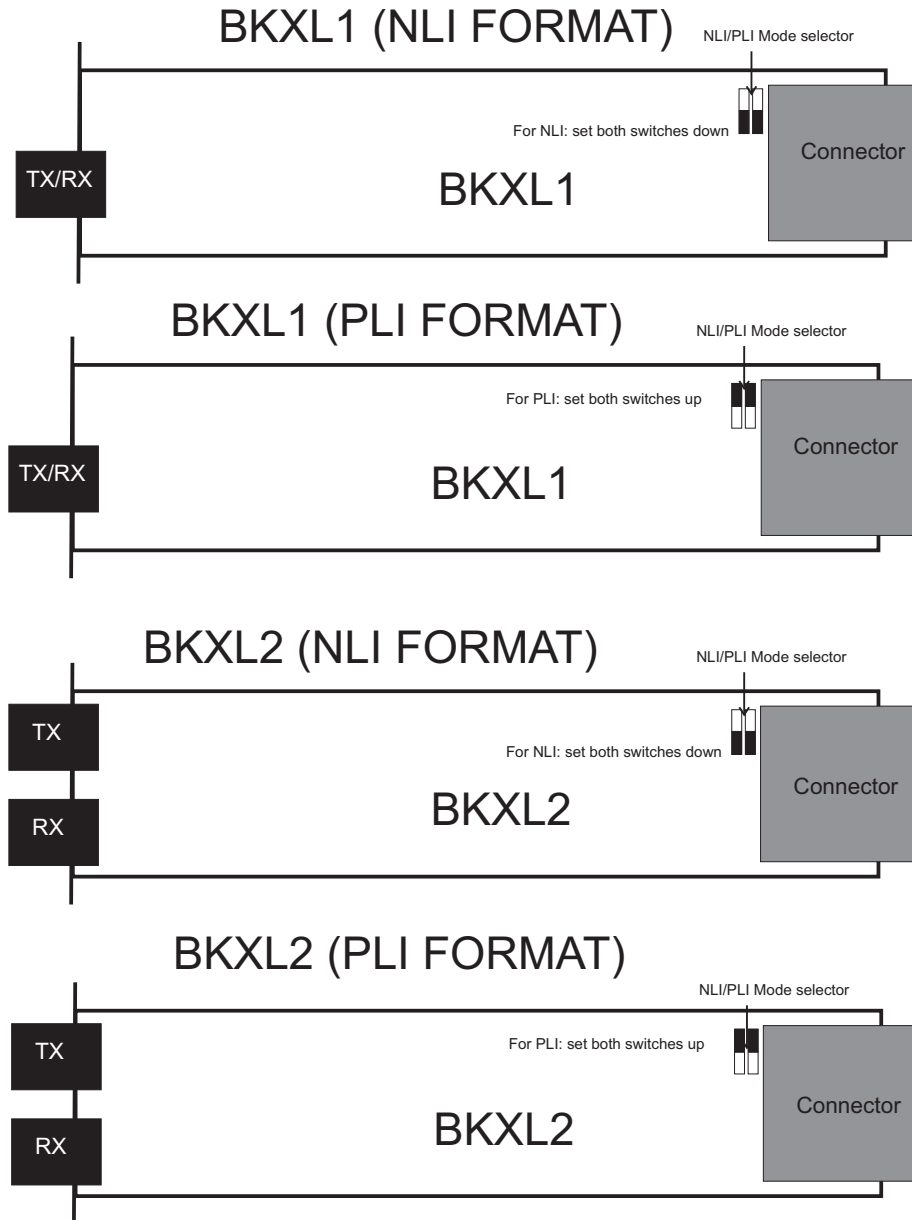 BKXL1 (NLI FORMAT)
NLI/PLI Mode selector
For NLI: set both switches down
Connector
TX/RX
BKXL1
BKXL1 (PLI FORMAT)
NLI/PLI Mode selector
For PLI: set both switches up
Connector
TX/RX
BKXL1
BKXL2 (NLI FORMAT)
NLI/PLI Mode selector
TX
For NLI: set both switches down
Connector
RX
BKXL2
BKXL2 (PLI FORMAT)
NLI/PLI Mode selector
TX
For PLI: set both switches up
Connector
RX
BKXL2